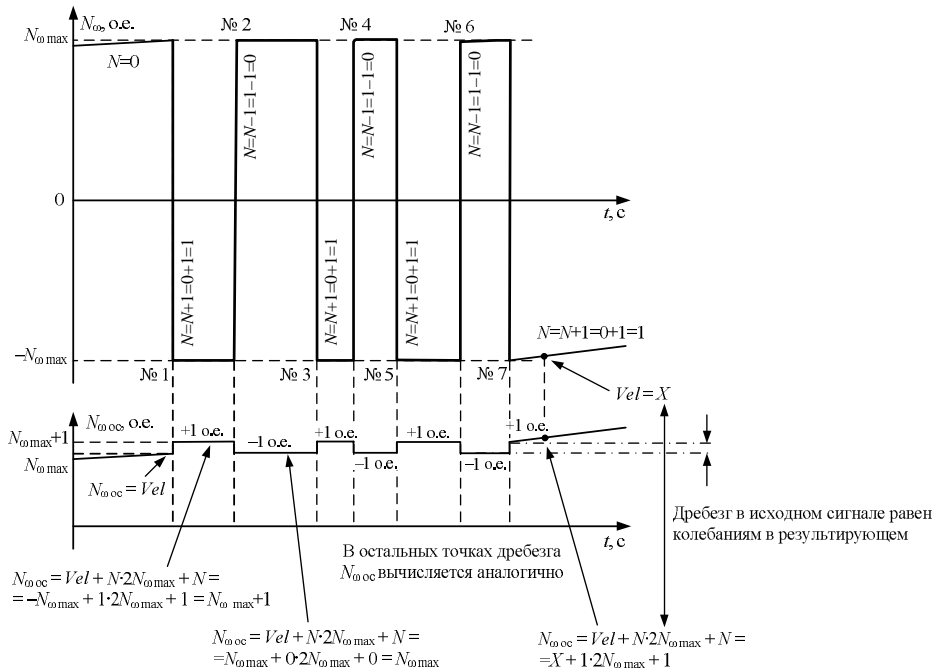 N_ω, о.е.
№ 2
№ 4
№ 6
N_ω max
N=0
N=N-1=1-1=0
N=N-1=1-1=0
N=N-1=1-1=0
0
t, с
N=N+1=0+1=1
N=N+1=0+1=1
N=N+1=0+1=1
N=N+1=0+1=1
–N_ω max
№ 1
№ 3
№ 5
№ 7
Vel = X
N_ω ос, о.е.
+1 о.е.
–1 о.е.
+1 о.е.
–1 о.е.
+1 о.е.
–1 о.е.
+1 о.е.
N_ω max+1
N_ω max
N_ω ос = Vel
t, с
Дребезг в исходном сигнале равен
колебаниям в результирующем
В остальных точках дребезга
N_ω ос вычисляется аналогично
N_ω ос = Vel + N·2N_ω max + N =
= –N_ω max + 1·2N_ω max + 1 = N_ω max+1
N_ω ос = Vel + N·2N_ω max + N =
=N_ω max + 0·2N_ω max + 0 = N_ω max
N_ω ос = Vel + N·2N_ω max + N =
=X + 1·2N_ω max + 1